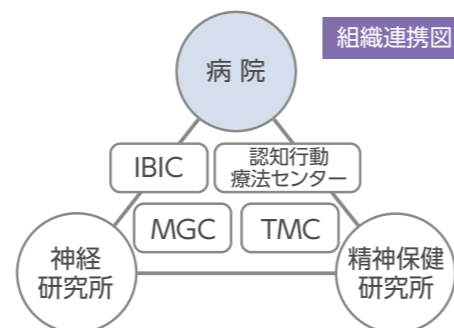 組織連携図
病院
IBIC
認知行動
療法センター
MGC
TMC
神経
研究所
精神保健
研究所